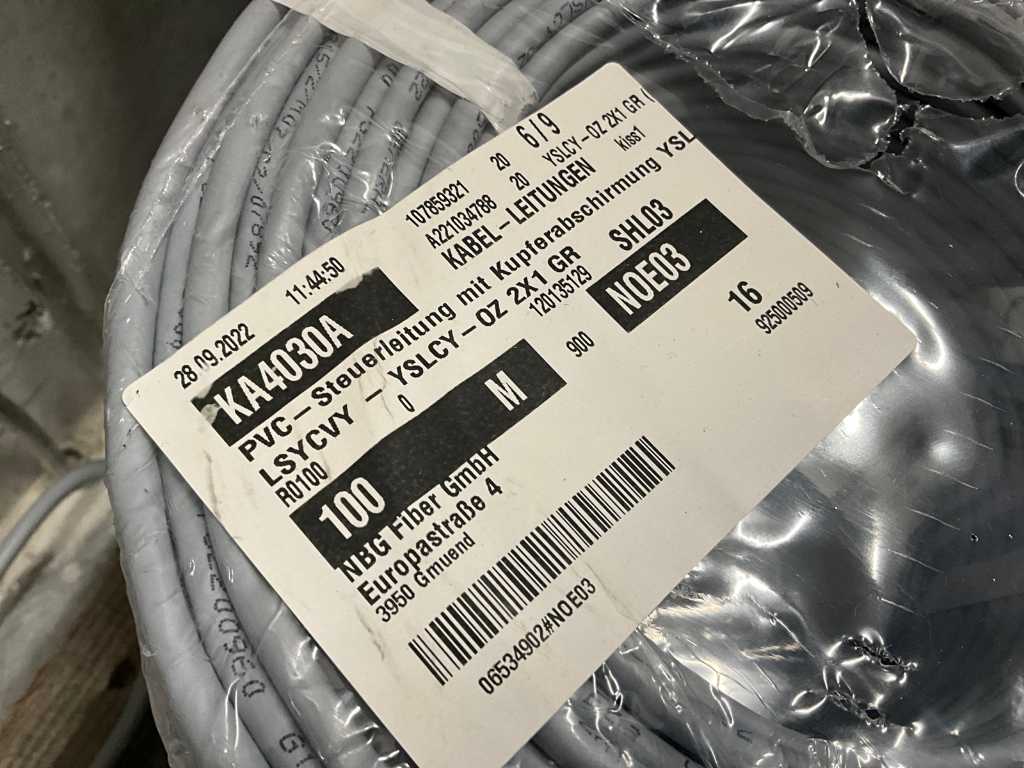 28.09.2022 11:44:50 107859321 20 6/9
A221034788 20 YSLCY-OZ 2X1 GR (
KA4030A KABEL-LEITUNGEN kiss1
PVC-Steuerleitung mit Kupferabschirmung YSL
LSYCVY - YSLCY-OZ 2X1 GR SHL03
R0100 0 120135129 NOE03
100 M 900 16
925000509
NBG Fiber GmbH
Europastraße 4
3950 Gmuend
06534902#NOE03